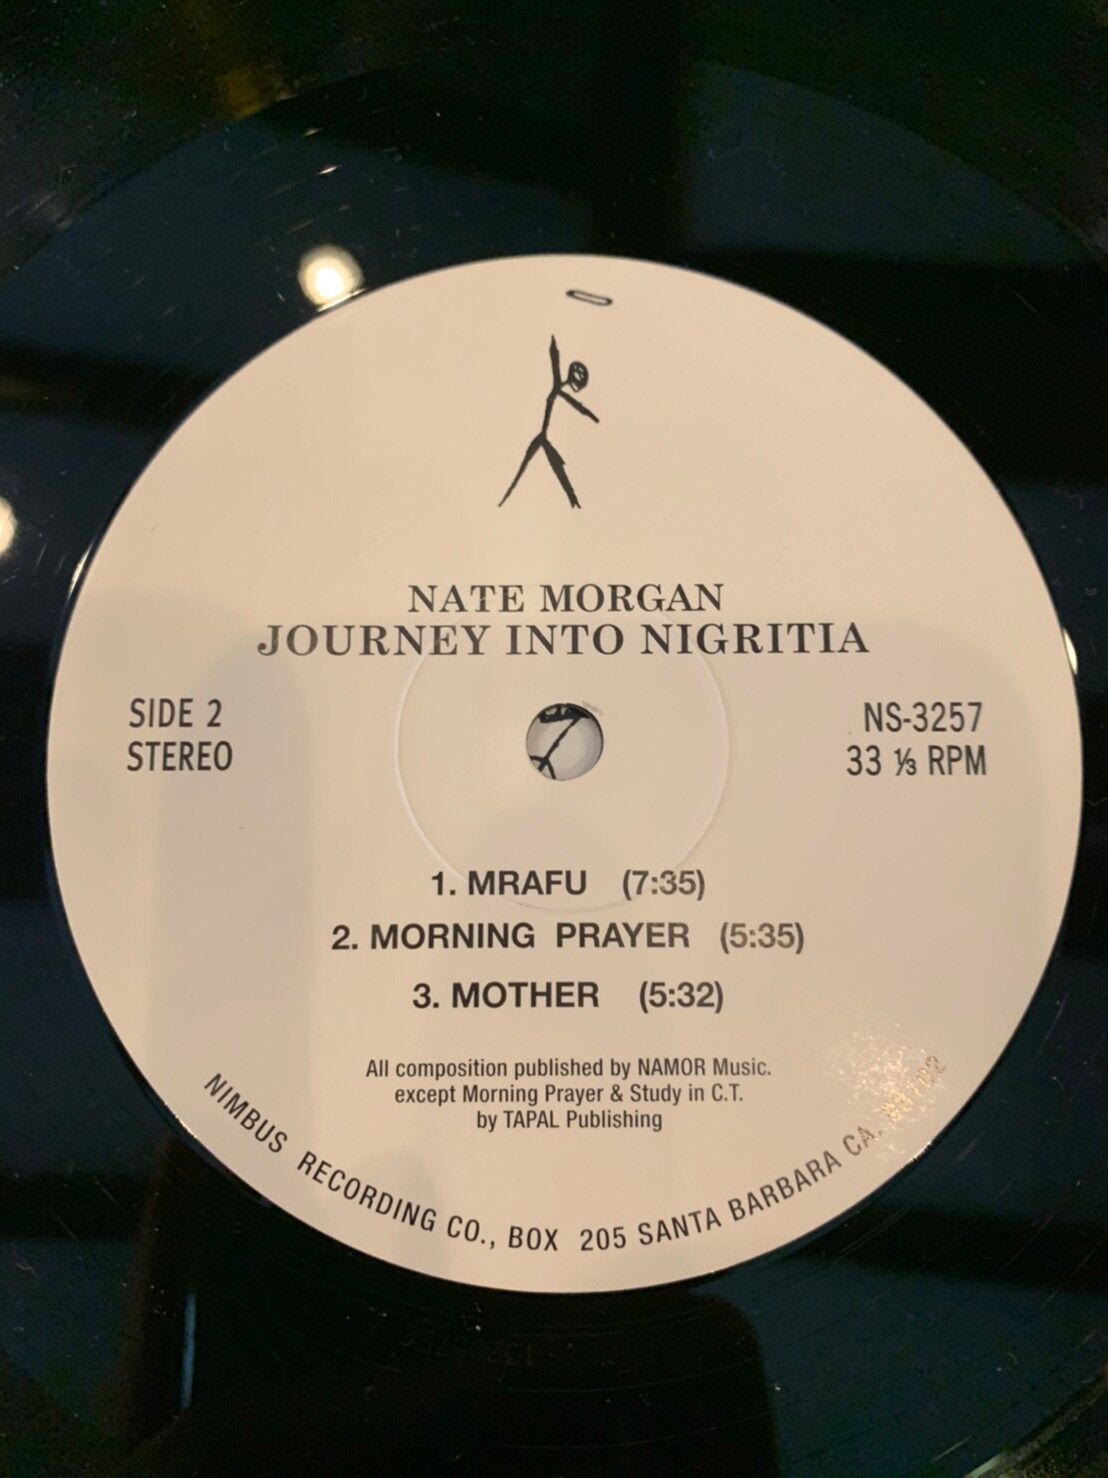 NATE MORGAN
JOURNEY INTO NIGRITIA
SIDE 2
STEREO
NS-3257
33 ⅓ RPM
1. MRAFU (7:35)
2. MORNING PRAYER (5:35)
3. MOTHER (5:32)
All composition published by NAMOR Music.
except Morning Prayer & Study in C.T.
by TAPAL Publishing
NIMBUS RECORDING CO., BOX 205 SANTA BARBARA CA.